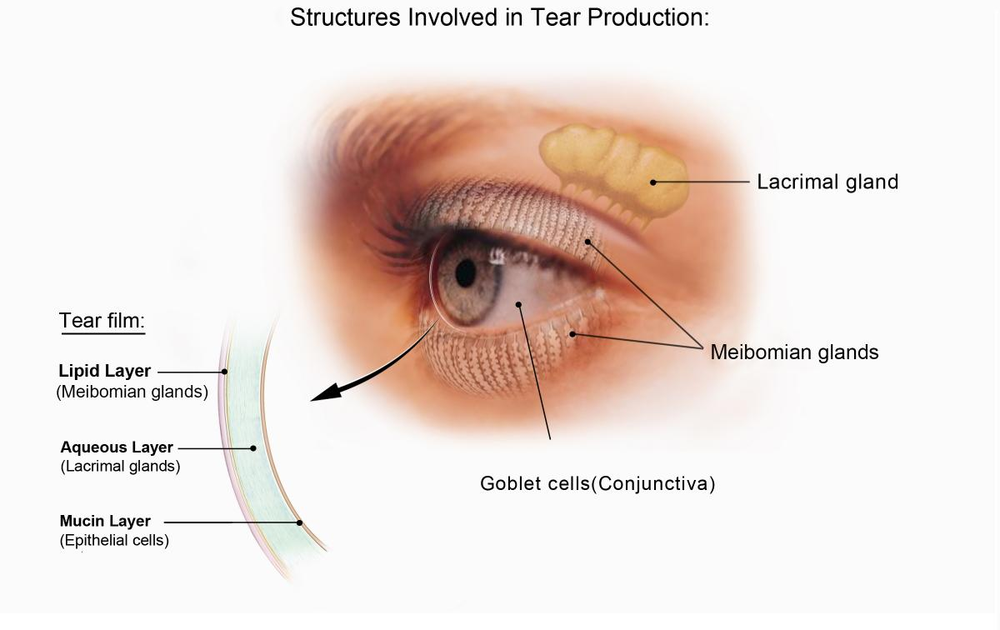 Structures Involved in Tear Production:
Lacrimal gland
Meibomian glands
Goblet cells(Conjunctiva)
Tear film:
Lipid Layer
(Meibomian glands)
Aqueous Layer
(Lacrimal glands)
Mucin Layer
(Epithelial cells)